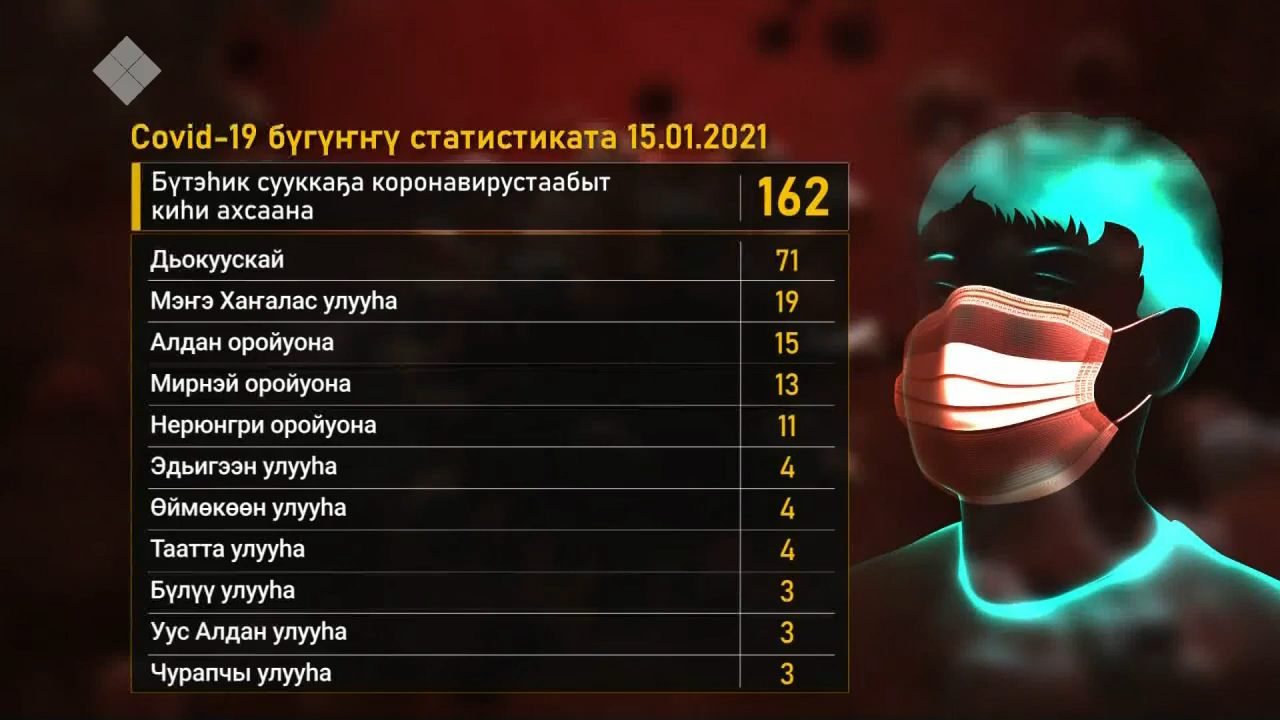 Covid-19 бүгүҥҥү статистиката 15.01.2021
Бүтэһик сууккаҕа коронавирустаабыт
киһи ахсаана
162
Дьокуускай 71
Мэҥэ Хаҥалас улууһа 19
Алдан оройуона 15
Мирнэй оройуона 13
Нерюнгри оройуона 11
Эдьигээн улууһа 4
Өймөкөөн улууһа 4
Таатта улууһа 4
Бүлүү улууһа 3
Уус Алдан улууһа 3
Чурапчы улууһа 3